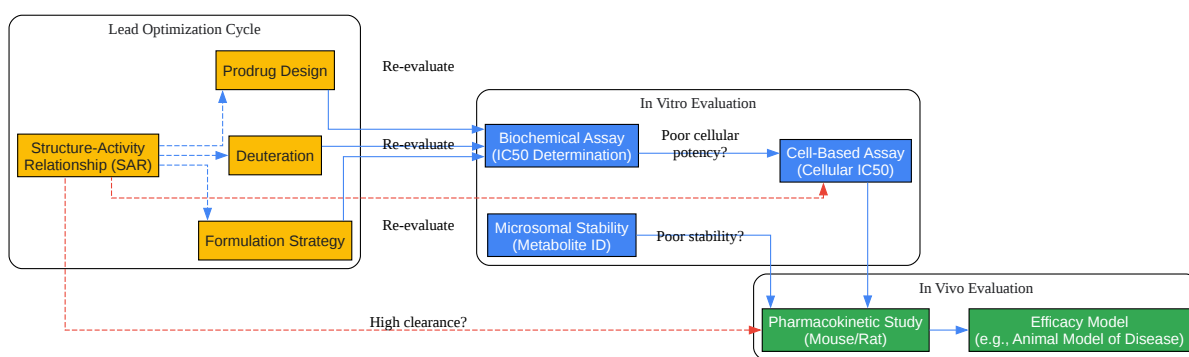 Lead Optimization Cycle
Prodrug Design
Re-evaluate
In Vitro Evaluation
Structure-Activity
Relationship (SAR)
Deuteration
Re-evaluate
Biochemical Assay
(IC50 Determination)
Poor cellular
potency?
Cell-Based Assay
(Cellular IC50)
Formulation Strategy
Re-evaluate
Microsomal Stability
(Metabolite ID)
Poor stability?
In Vivo Evaluation
High clearance?
Pharmacokinetic Study
(Mouse/Rat)
Efficacy Model
(e.g., Animal Model of Disease)